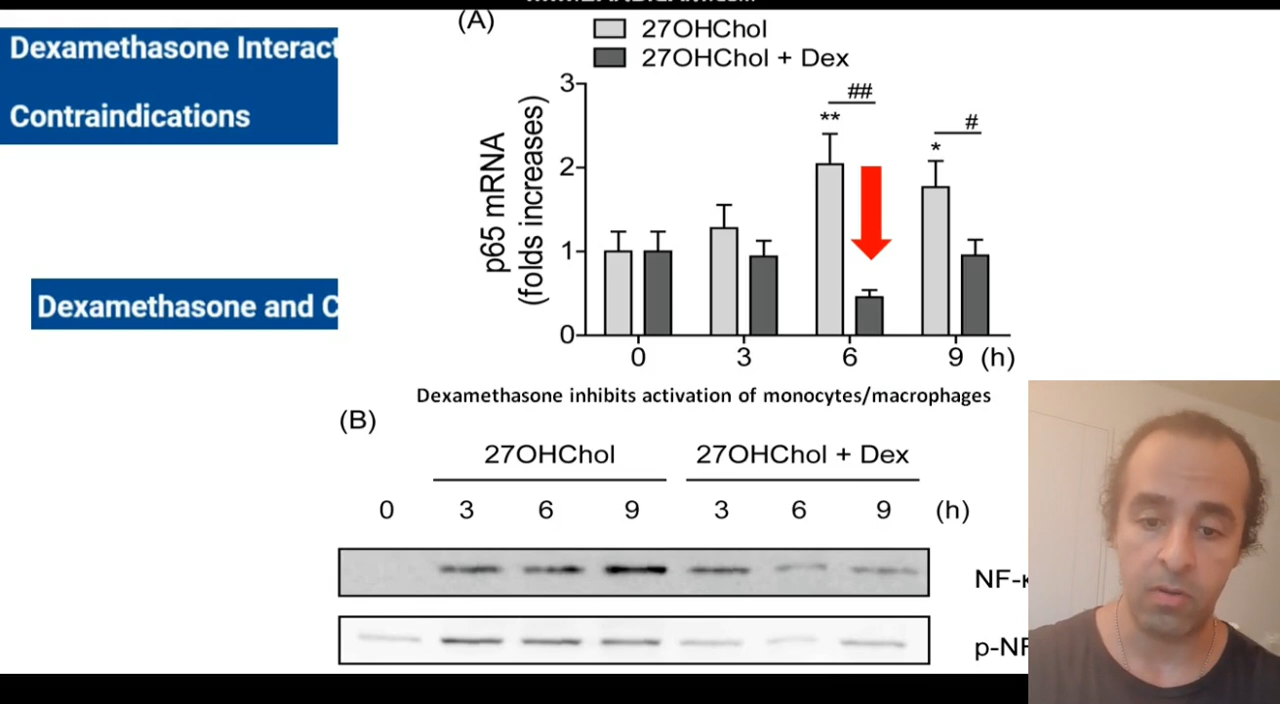 Dexamethasone Interact
Contraindications
Dexamethasone and C
(A)
27OHChol
27OHChol + Dex
p65 mRNA
(folds increases)
3
2
1
0
**
##
*
#
0 3 6 9 (h)
Dexamethasone inhibits activation of monocytes/macrophages
(B)
27OHChol 27OHChol + Dex
0 3 6 9 3 6 9 (h)
NF-κ
p-NF